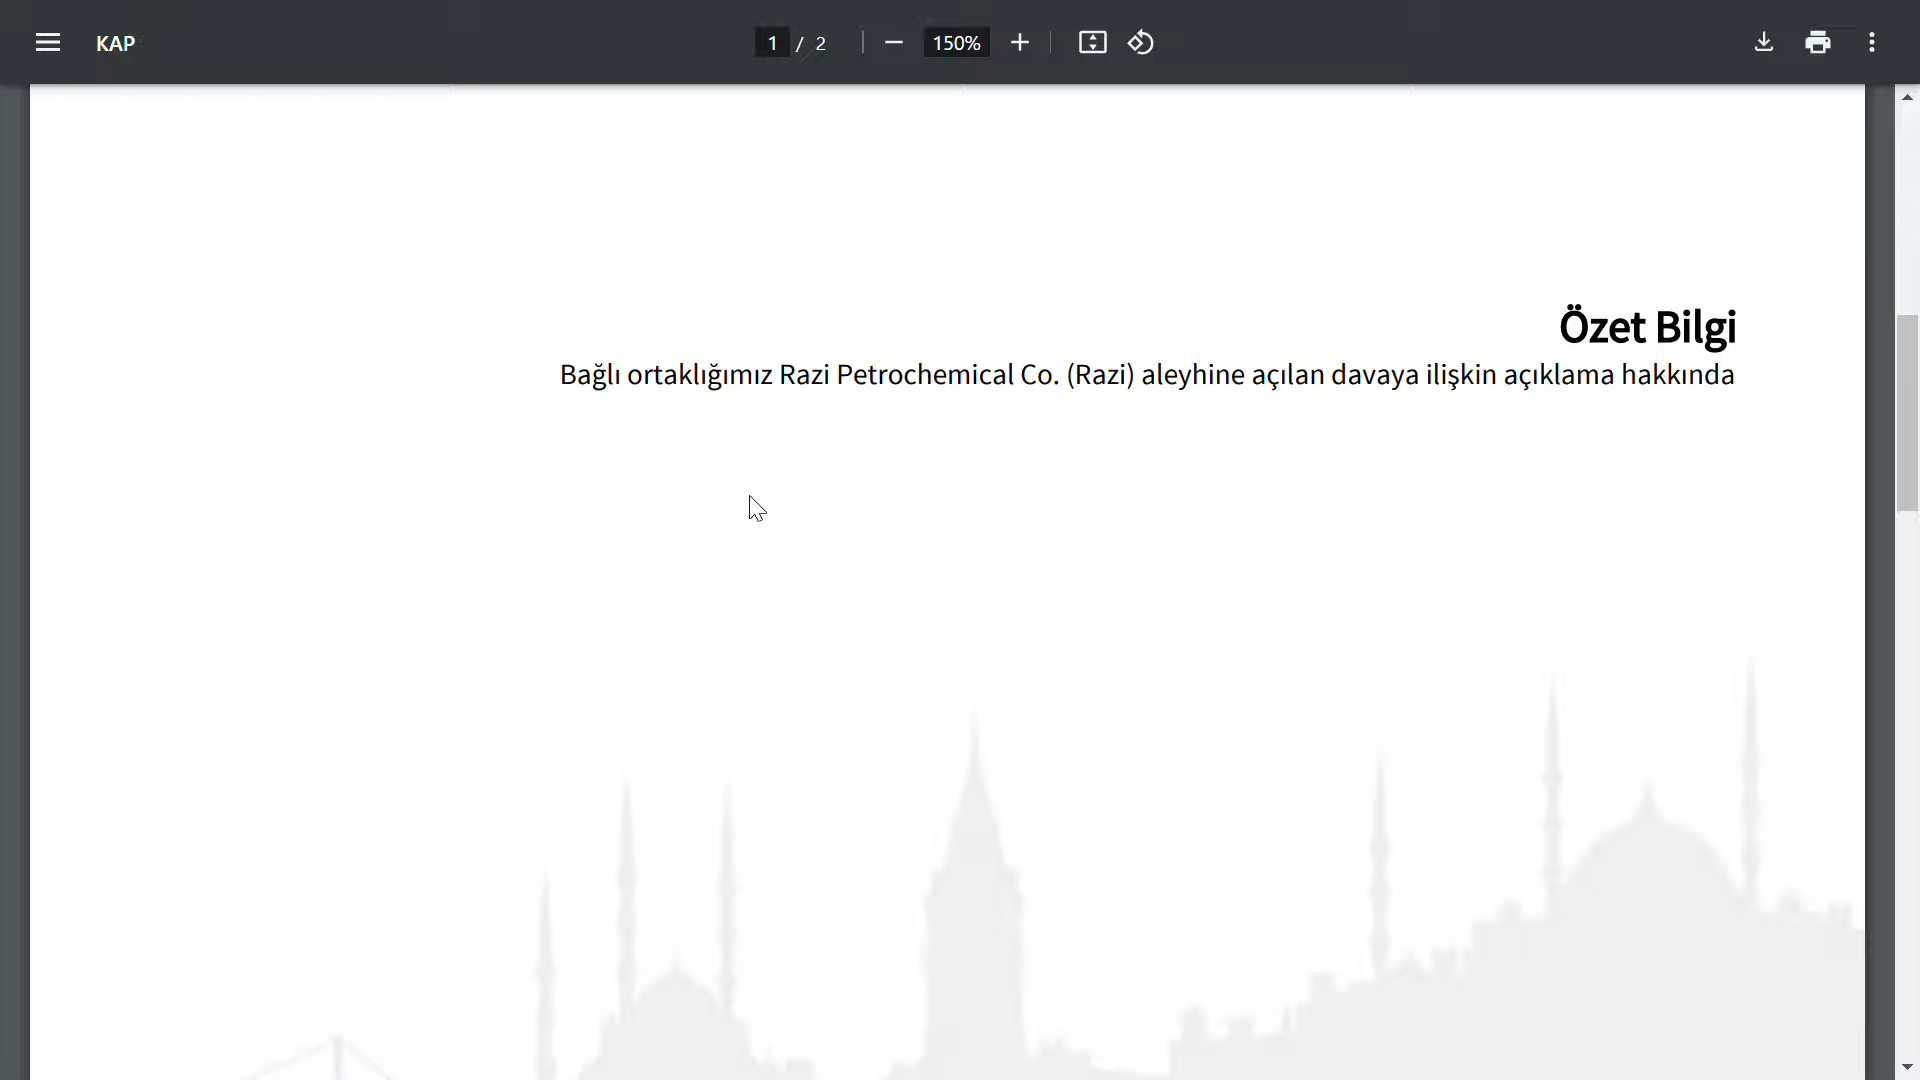 KAP
1 / 2
150%
Özet Bilgi
Bağlı ortaklığımız Razi Petrochemical Co. (Razi) aleyhine açılan davaya ilişkin açıklama hakkında